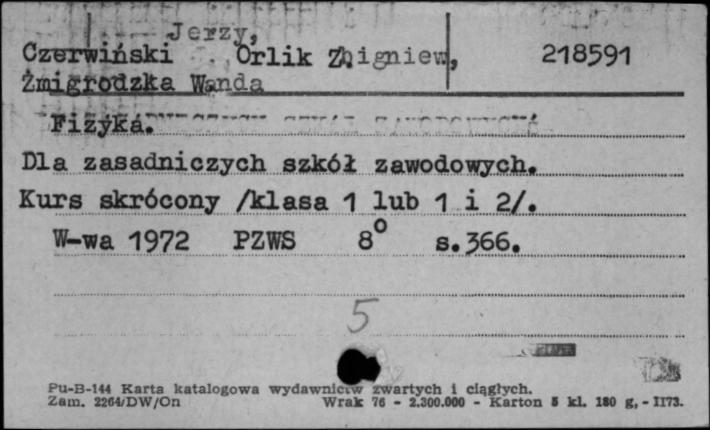 Jerzy,
Czerwiński Orlik Zbigniew, 218591
Żmigrodzka Wanda
Fizyka.
Dla zasadniczych szkół zawodowych.
Kurs skrócony /klasa 1 lub 1 i 2/.
W-wa 1972 PZWS 8° s.366.
5
Pu-B-144 Karta katalogowa wydawnictw zwartych i ciągłych.
Zam. 2264/DW/On Wrak 76 - 2.300.000 - Karton 5 kl. 180 g, - II73.